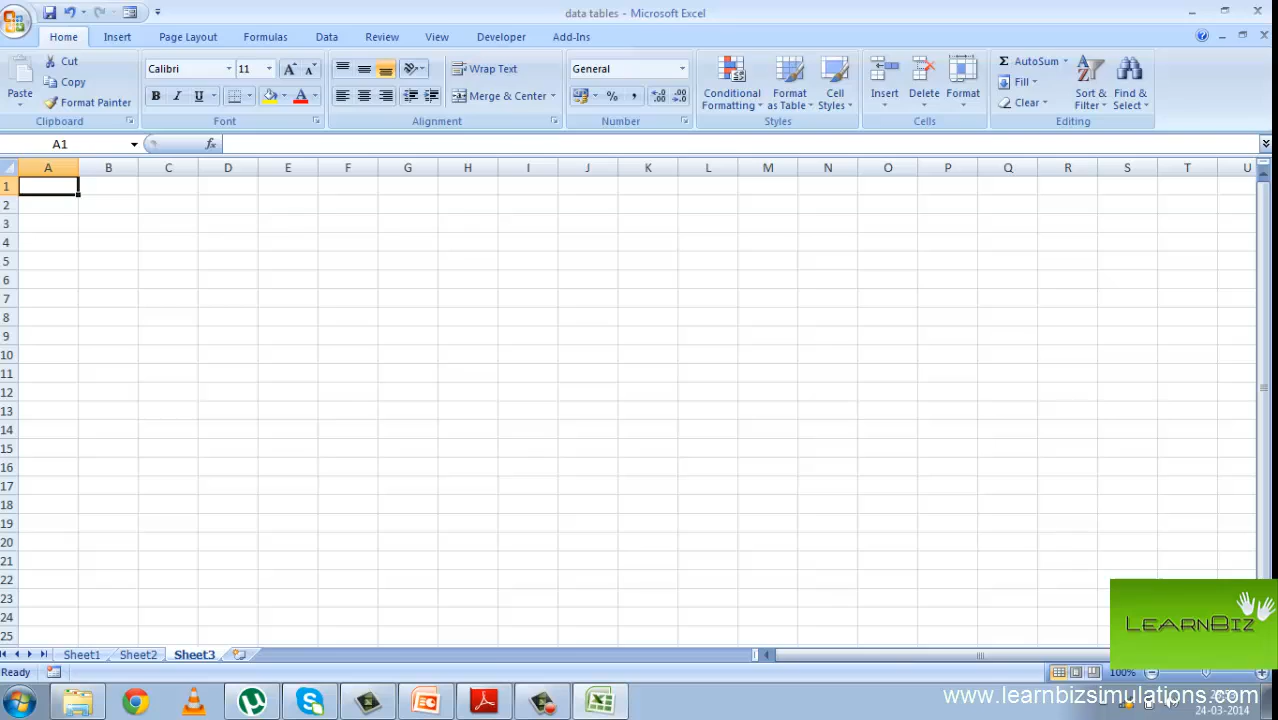 data tables - Microsoft Excel
Home Insert Page Layout Formulas Data Review View Developer Add-Ins
Paste
Cut
Copy
Format Painter
Clipboard
Calibri 11
B I U
Font
Wrap Text
Merge & Center
Alignment
General
%
Number
Conditional Formatting
Format as Table
Cell Styles
Styles
Insert Delete Format
Cells
AutoSum
Fill
Clear
Sort & Filter
Find & Select
Editing
A1 fx
A B C D E F G H I J K L M N O P Q R S T U
1
2
3
4
5
6
7
8
9
10
11
12
13
14
15
16
17
18
19
20
21
22
23
24
25
LEARNBIZ
Sheet1 Sheet2 Sheet3
Ready 100%
www.learnbizsimulations.com
24-03-2014